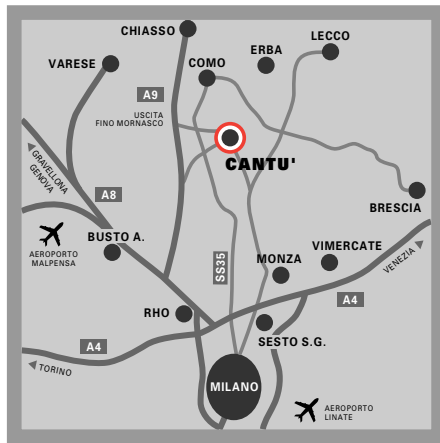 CHIASSO
LECCO
ERBA
COMO
VARESE
A9
USCITA
FINO MORNASCO
CANTU'
GRAVELLONA
GENOVA
A8
BRESCIA
BUSTO A.
AEROPORTO
MALPENSA
SS35
MONZA
VIMERCATE
VENEZIA
A4
RHO
SESTO S.G.
A4
TORINO
MILANO
AEROPORTO
LINATE